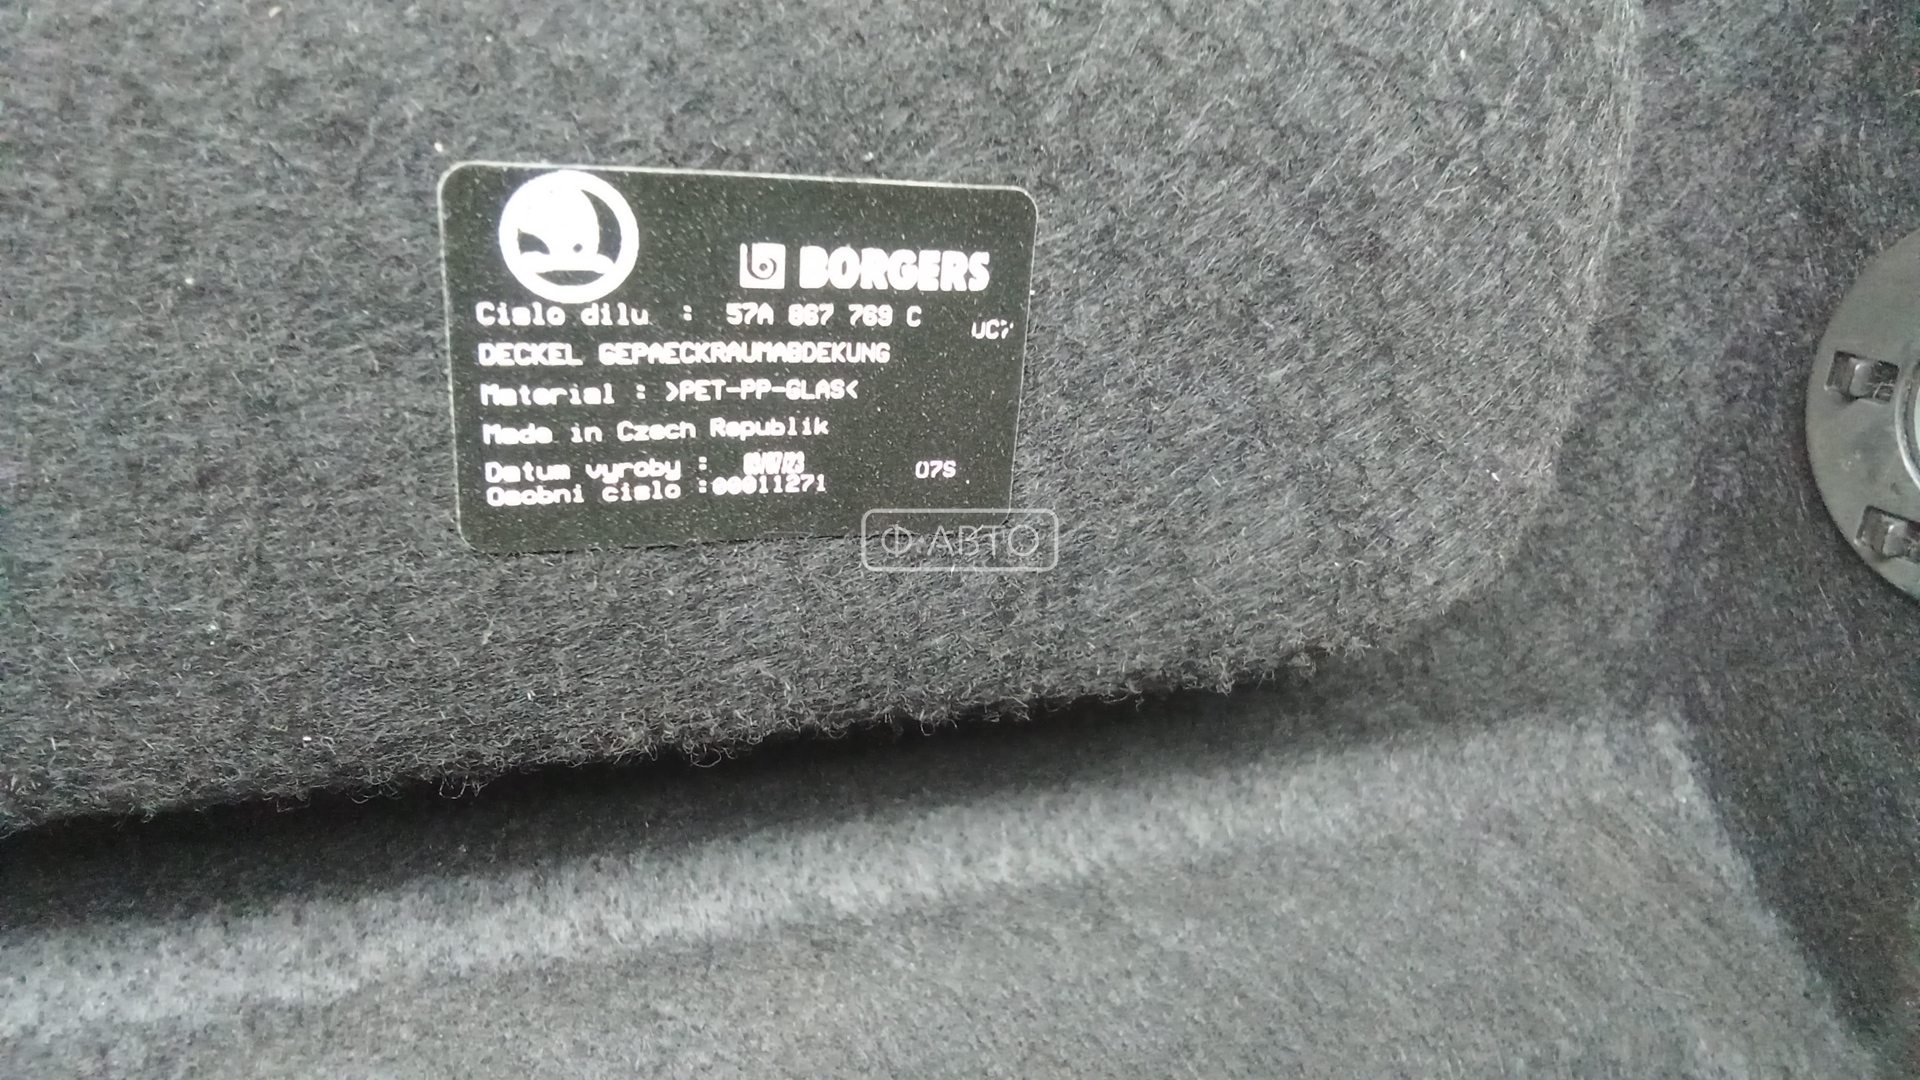 BORGERS
Cislo dilu : 57A 867 769 C
UC7
DECKEL GEPAECKRAUMABDEKUNG
Material : >PET-PP-GLAS<
Made in Czech Republik
Datum vyroby : 07S
Osobni cislo :00011271
Ф-АВТО